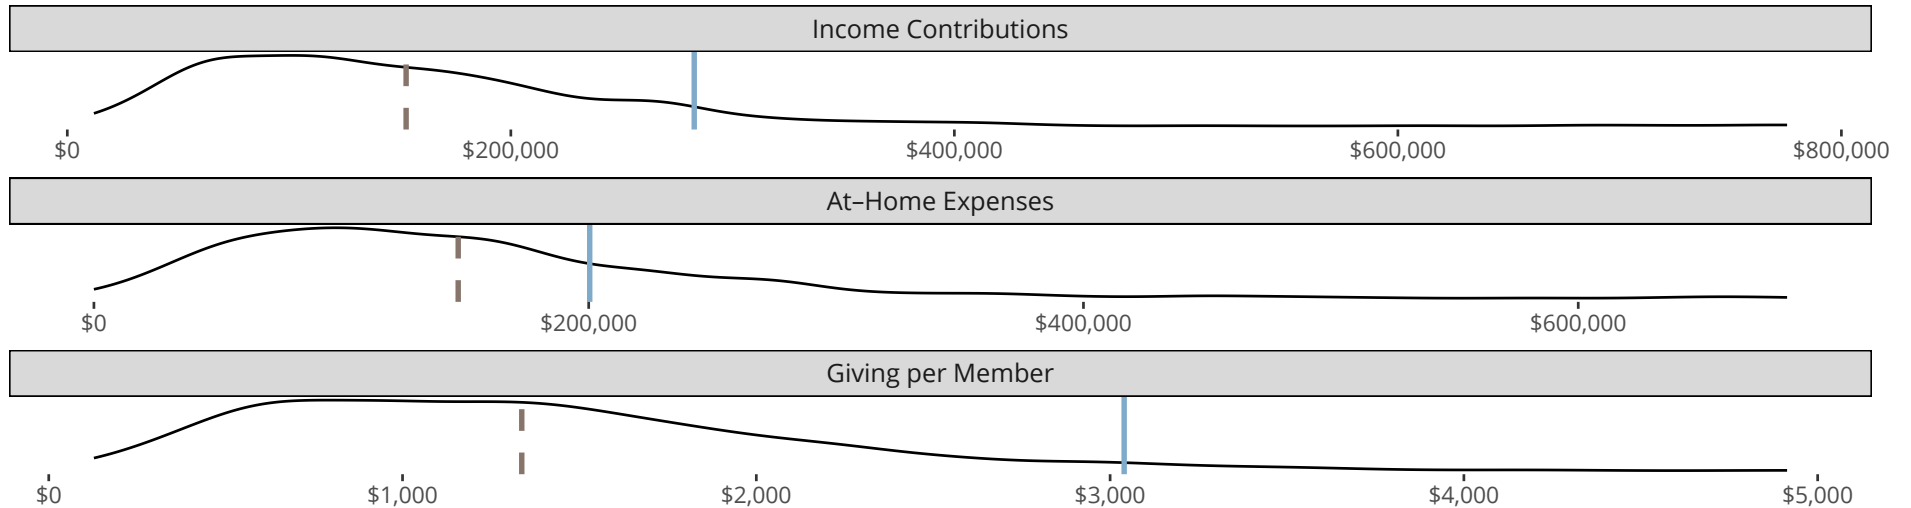 Income Contributions
$0 $200,000 $400,000 $600,000 $800,000
At–Home Expenses
$0 $200,000 $400,000 $600,000
Giving per Member
$0 $1,000 $2,000 $3,000 $4,000 $5,000